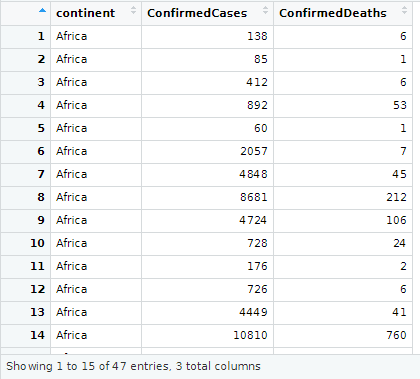 continent ConfirmedCases ConfirmedDeaths
1 Africa 138 6
2 Africa 85 1
3 Africa 412 6
4 Africa 892 53
5 Africa 60 1
6 Africa 2057 7
7 Africa 4848 45
8 Africa 8681 212
9 Africa 4724 106
10 Africa 728 24
11 Africa 176 2
12 Africa 726 6
13 Africa 4449 41
14 Africa 10810 760
Showing 1 to 15 of 47 entries, 3 total columns